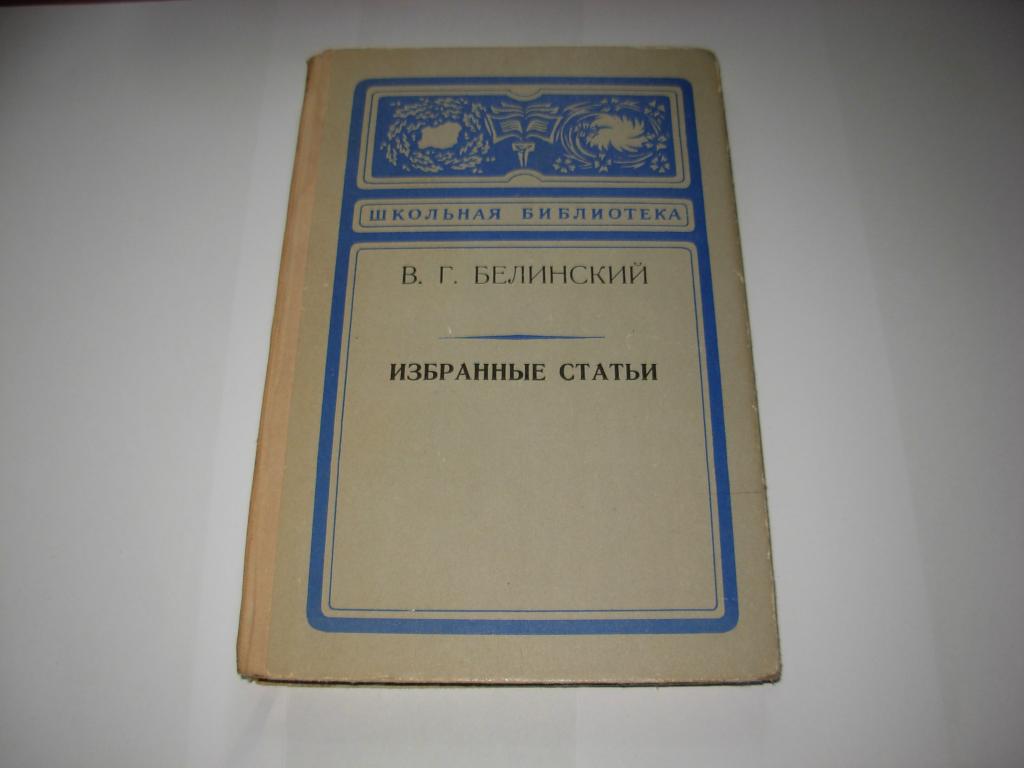 ШКОЛЬНАЯ БИБЛИОТЕКА
В. Г. БЕЛИНСКИЙ
ИЗБРАННЫЕ СТАТЬИ